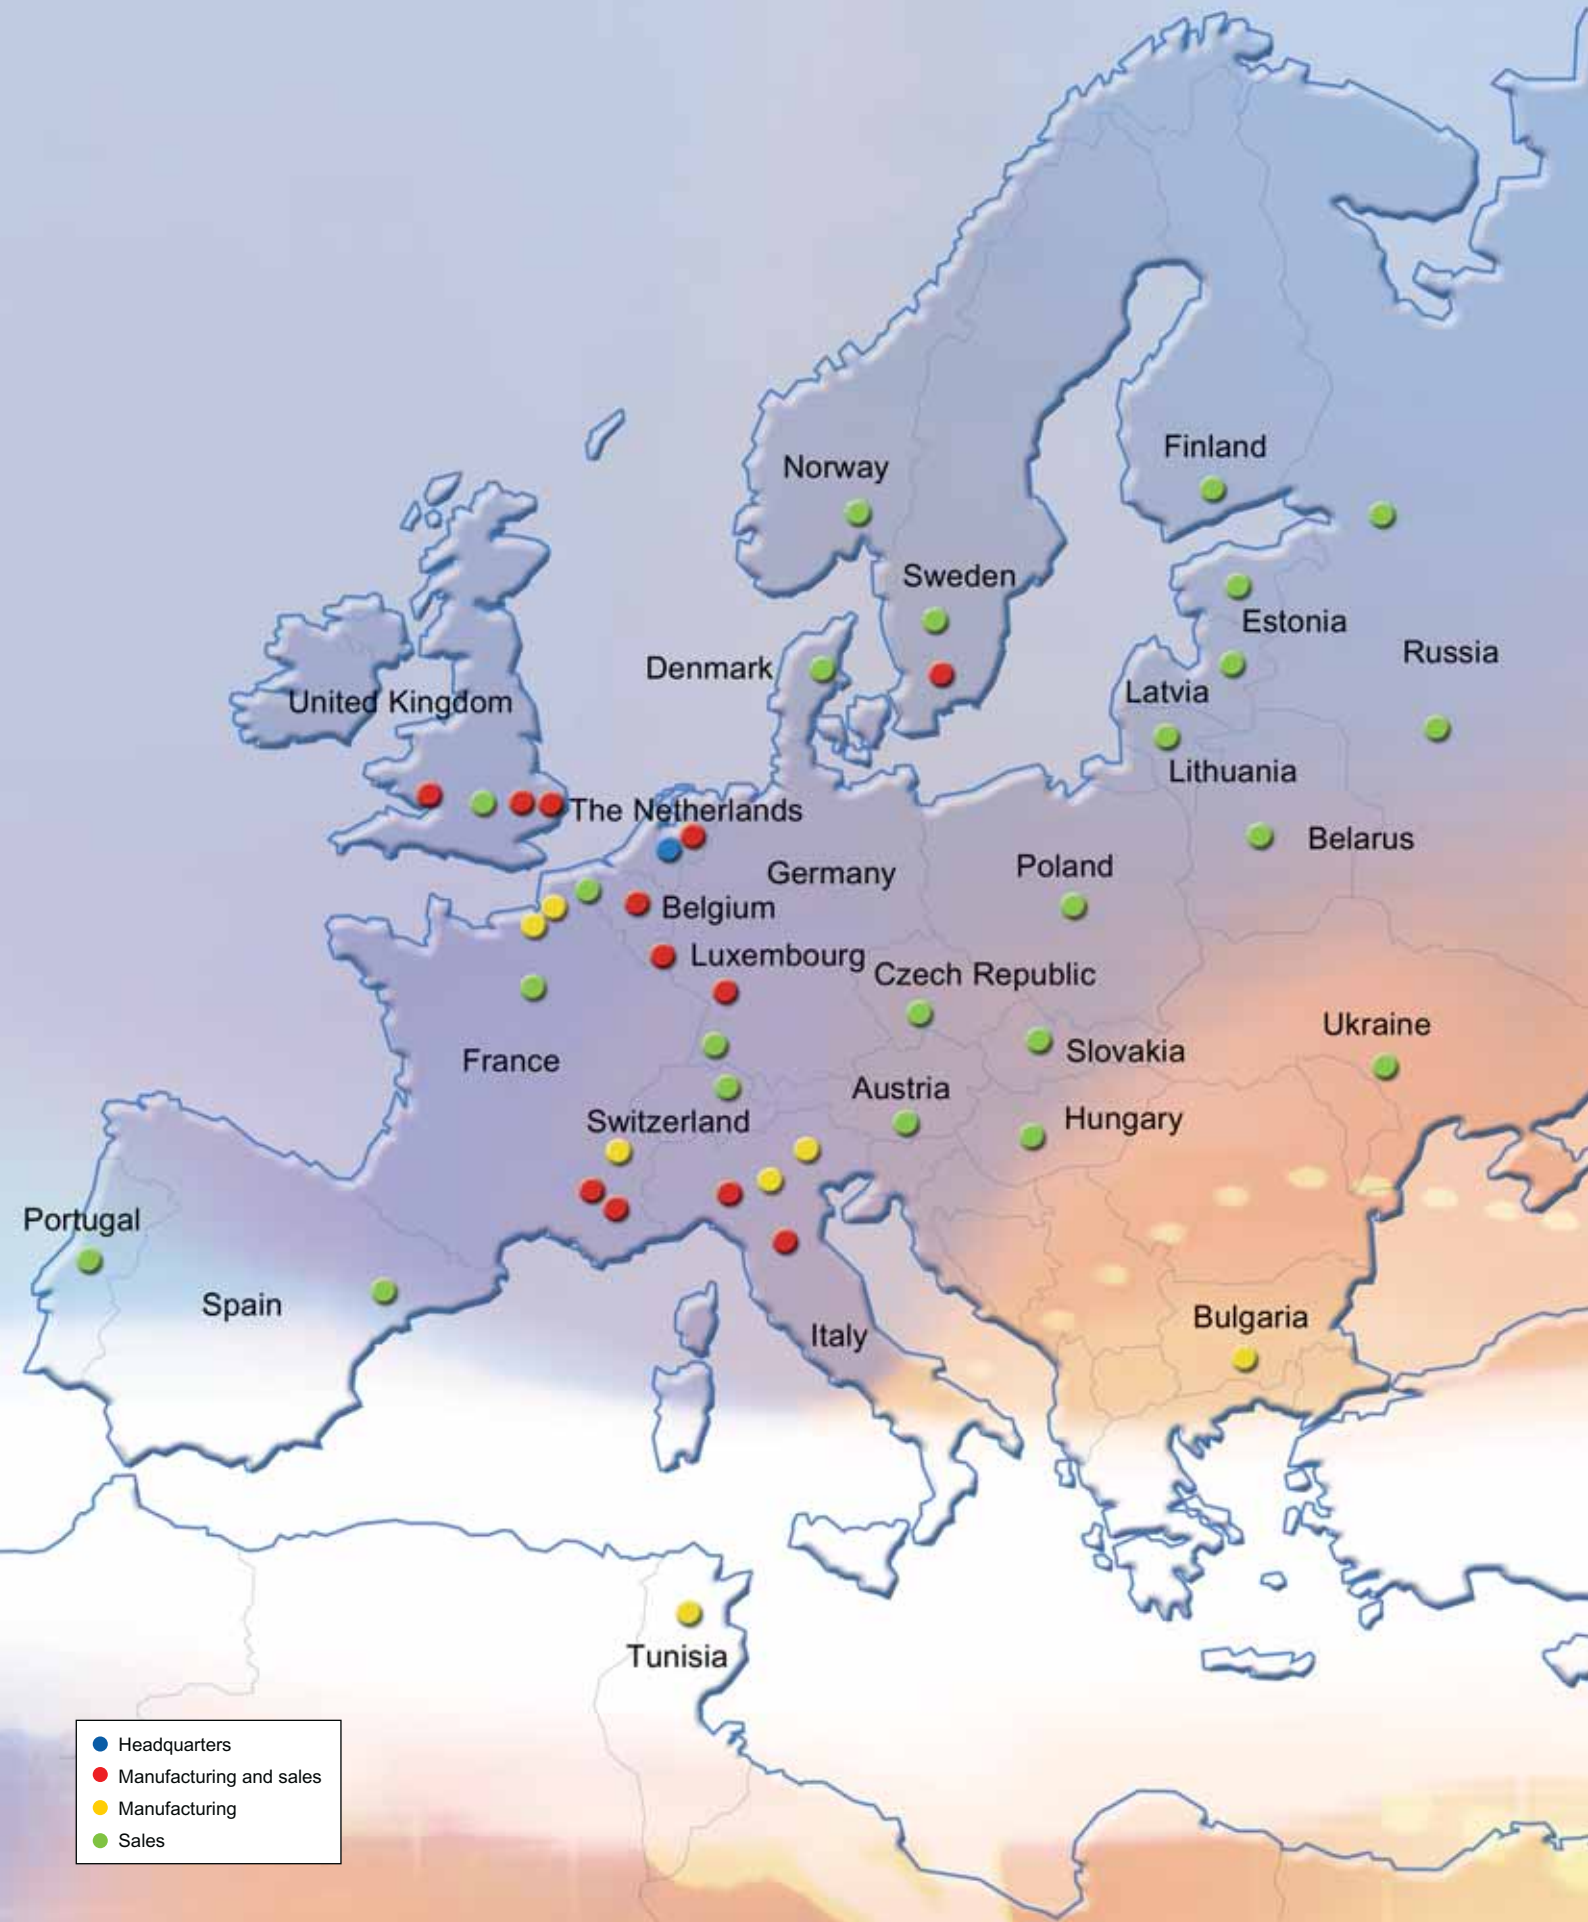 Finland
Norway
Sweden
Estonia
Russia
Denmark
Latvia
United Kingdom
Lithuania
The Netherlands
Belarus
Poland
Germany
Belgium
Luxembourg
Czech Republic
Ukraine
Slovakia
France
Austria
Hungary
Switzerland
Portugal
Spain
Bulgaria
Italy
Tunisia
Headquarters
Manufacturing and sales
Manufacturing
Sales